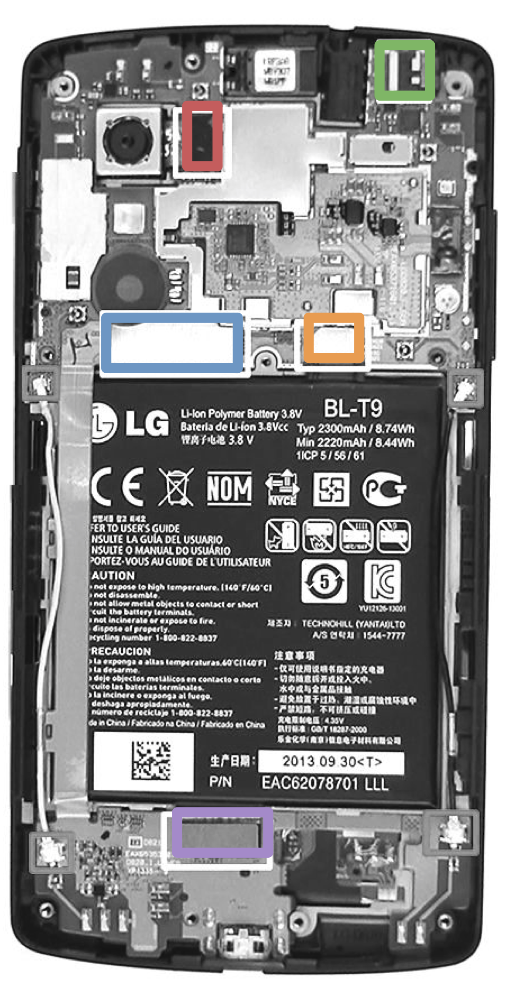 LG
Li-ion Polymer Battery 3.8V
Bateria de Li-ion 3.8Vcc
锂离子电池 3.8 V
BL-T9
Typ 2300mAh / 8.74Wh
Min 2220mAh / 8.44Wh
1ICP 5 / 56 / 61
CE
NOM
NYCE
PG
FER TO USER'S GUIDE
NSULTE LA GUÍA DEL USUARIO
NSULTE O MANUAL DO USUÁRIO
PORTEZ-VOUS AU GUIDE DE L'UTILISATEUR
AUTION
not expose to high temperature. [140°F/60°C]
not disassemble.
not allow metal objects to contact or short
cuit the battery terminals.
not incinerate or expose to fire.
dispose of properly.
ecycling number 1-800-822-8837
5
KC
YU12126-13001
제조자 : TECHNOHILL (YANTAI)LTD
A/S 연락처 : 1544-7777
RECAUCION
la exponga a altas temperaturas.60°C[140°F]
la desarme.
deje objectos metálicos en contacto o corto
cuito las baterías terminales.
la incinere o exponga al fuego.
deshaga apropiadamente.
número de reciclaje 1-800-822-8837
de in China / Fabricado na China / Fabricado en China
注意事项
-仅可使用说明书指定的充电器
-切勿随意拆开或投入火中、
水中或与金属品接触
-避免放置于过热、潮湿或腐蚀性环境中
-严禁短路、不可挤压或碰撞
充电限制电压 : 4.35V
执行标准 : GB/T 18287-2000
乐金化学(南京)信息电子材料有限公司
生产日期: 2013 09 30<T>
P/N EAC62078701 LLL